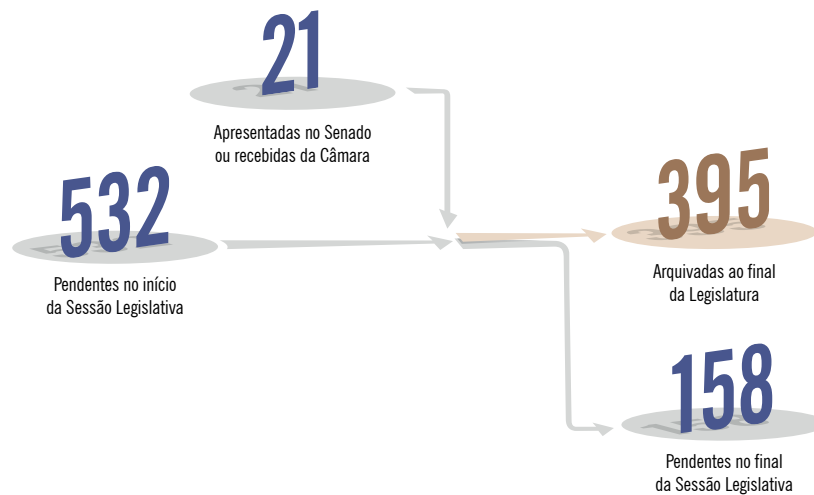 21
Apresentadas no Senado
ou recebidas da Câmara
532
Pendentes no início
da Sessão Legislativa
395
Arquivadas ao final
da Legislatura
158
Pendentes no final
da Sessão Legislativa